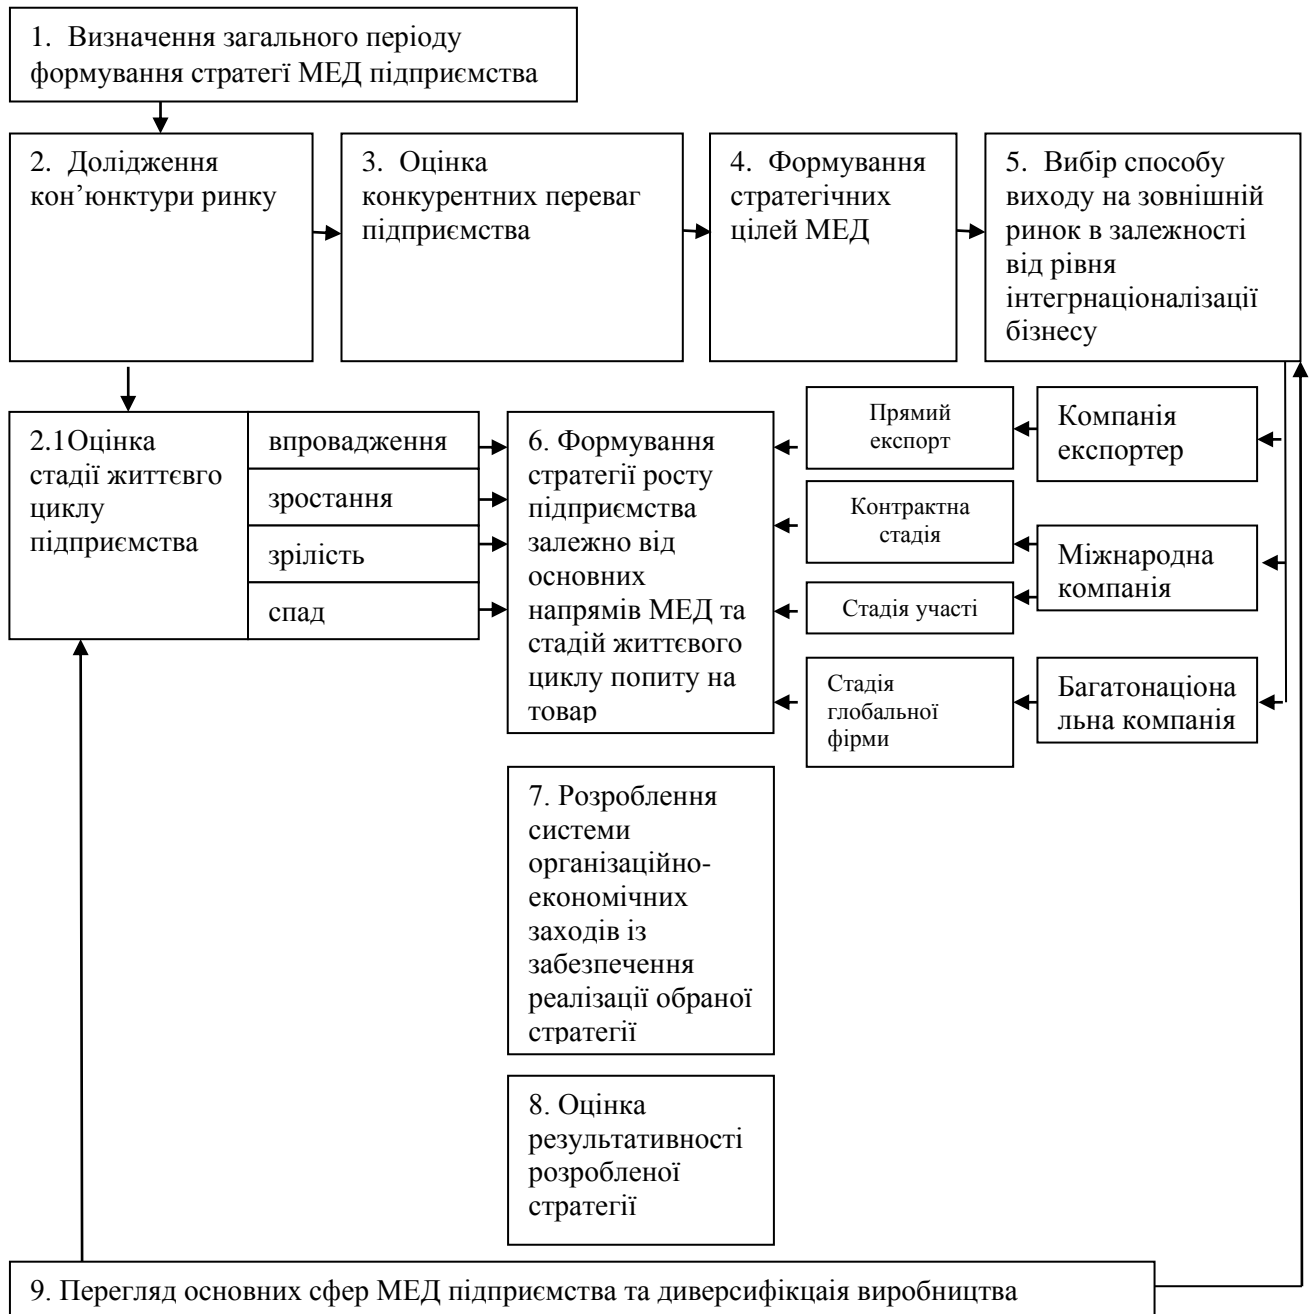 1. Визначення загального періоду
формування стратегї МЕД підприємства
2. Долідження
кон’юнктури ринку
3. Оцінка
конкурентних переваг
підприємства
4. Формування
стратегічних
цілей МЕД
5. Вибір способу
виходу на зовнішній
ринок в залежності
від рівня
інтегрнаціоналізації
бізнесу
2.1Оцінка
стадії життєвго
циклу
підприємства
впровадження
зростання
зрілість
спад
6. Формування
стратегії росту
підприємства
залежно від
основних
напрямів МЕД та
стадій життєвого
циклу попиту на
товар
Прямий
експорт
Контрактна
стадія
Стадія участі
Стадія
глобальної
фірми
Компанія
експортер
Міжнародна
компанія
Багатонаціона
льна компанія
7. Розроблення
системи
організаційно-
економічних
заходів із
забезпечення
реалізації обраної
стратегії
8. Оцінка
результативності
розробленої
стратегії
9. Перегляд основних сфер МЕД підприємства та диверсифікцаія виробництва